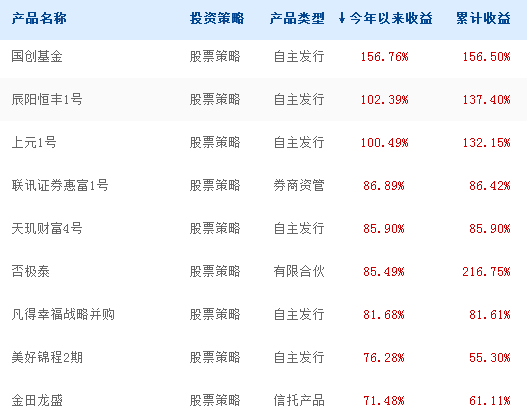 产品名称 投资策略 产品类型 ↓今年以来收益 累计收益
国创基金 股票策略 自主发行 156.76% 156.50%
辰阳恒丰1号 股票策略 自主发行 102.39% 137.40%
上元1号 股票策略 自主发行 100.49% 132.15%
联讯证券惠富1号 股票策略 券商资管 86.89% 86.42%
天玑财富4号 股票策略 自主发行 85.90% 85.90%
否极泰 股票策略 有限合伙 85.49% 216.75%
凡得幸福战略并购 股票策略 自主发行 81.68% 81.61%
美好锦程2期 股票策略 自主发行 76.28% 55.30%
金田龙盛 股票策略 信托产品 71.48% 61.11%